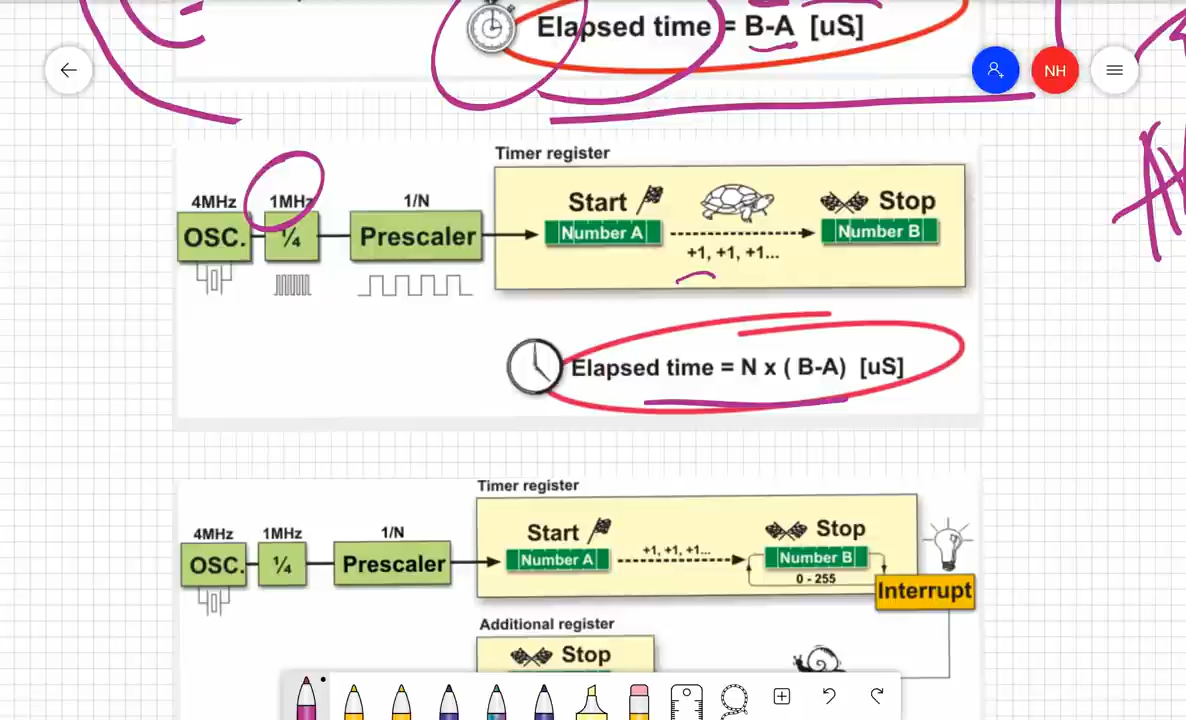 Elapsed time = B-A [uS]
NH
Timer register
4MHz 1MHz 1/N
Start Stop
OSC. ¼ Prescaler Number A Number B
+1, +1, +1...
Elapsed time = N x ( B-A) [uS]
Timer register
4MHz 1MHz 1/N
Start Stop
OSC. ¼ Prescaler Number A +1, +1, +1... Number B
0 - 255
Interrupt
Additional register
Stop